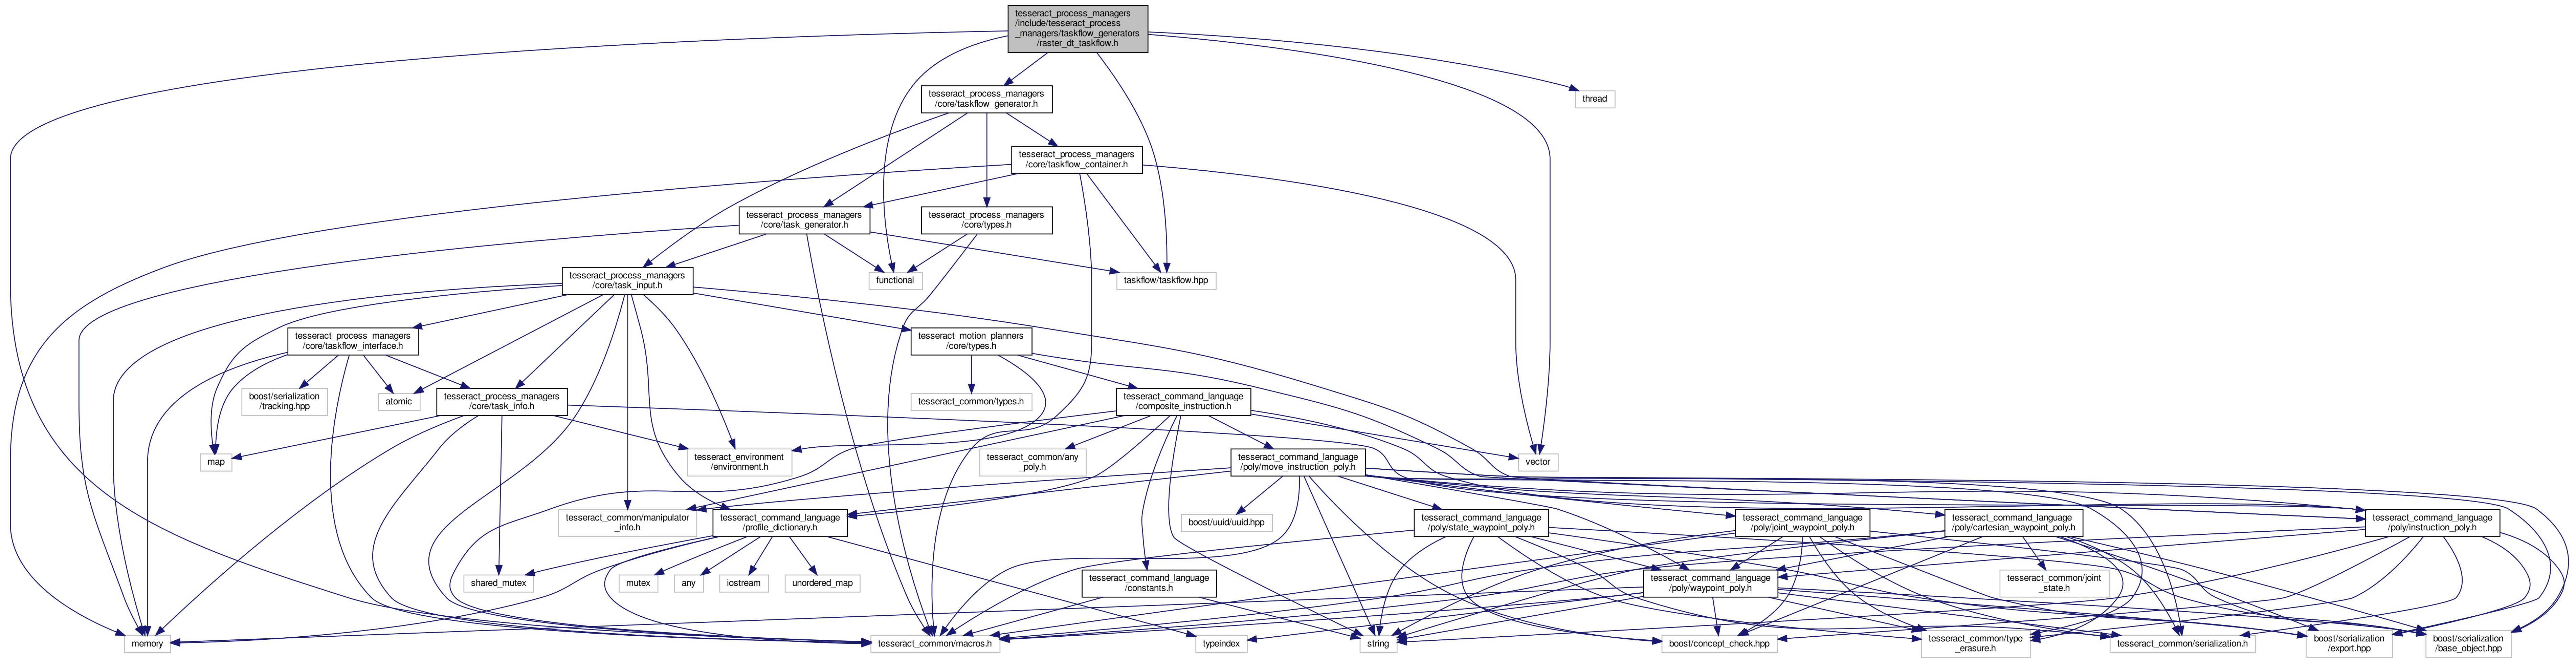 tesseract_process_managers
/include/tesseract_process
_managers/taskflow_generators
/raster_dt_taskflow.h
tesseract_process_managers
/core/taskflow_generator.h
thread
tesseract_process_managers
/core/taskflow_container.h
tesseract_process_managers
/core/task_generator.h
tesseract_process_managers
/core/types.h
tesseract_process_managers
/core/task_input.h
functional
taskflow/taskflow.hpp
tesseract_process_managers
/core/taskflow_interface.h
tesseract_motion_planners
/core/types.h
boost/serialization
/tracking.hpp
atomic
tesseract_process_managers
/core/task_info.h
tesseract_common/types.h
tesseract_command_language
/composite_instruction.h
map
tesseract_environment
/environment.h
tesseract_common/any
_poly.h
tesseract_command_language
/poly/move_instruction_poly.h
vector
tesseract_common/manipulator
_info.h
tesseract_command_language
/profile_dictionary.h
boost/uuid/uuid.hpp
tesseract_command_language
/poly/state_waypoint_poly.h
tesseract_command_language
/poly/joint_waypoint_poly.h
tesseract_command_language
/poly/cartesian_waypoint_poly.h
tesseract_command_language
/poly/instruction_poly.h
shared_mutex
mutex
any
iostream
unordered_map
tesseract_command_language
/constants.h
tesseract_command_language
/poly/waypoint_poly.h
tesseract_common/joint
_state.h
memory
tesseract_common/macros.h
typeindex
string
boost/concept_check.hpp
tesseract_common/type
_erasure.h
tesseract_common/serialization.h
boost/serialization
/export.hpp
boost/serialization
/base_object.hpp